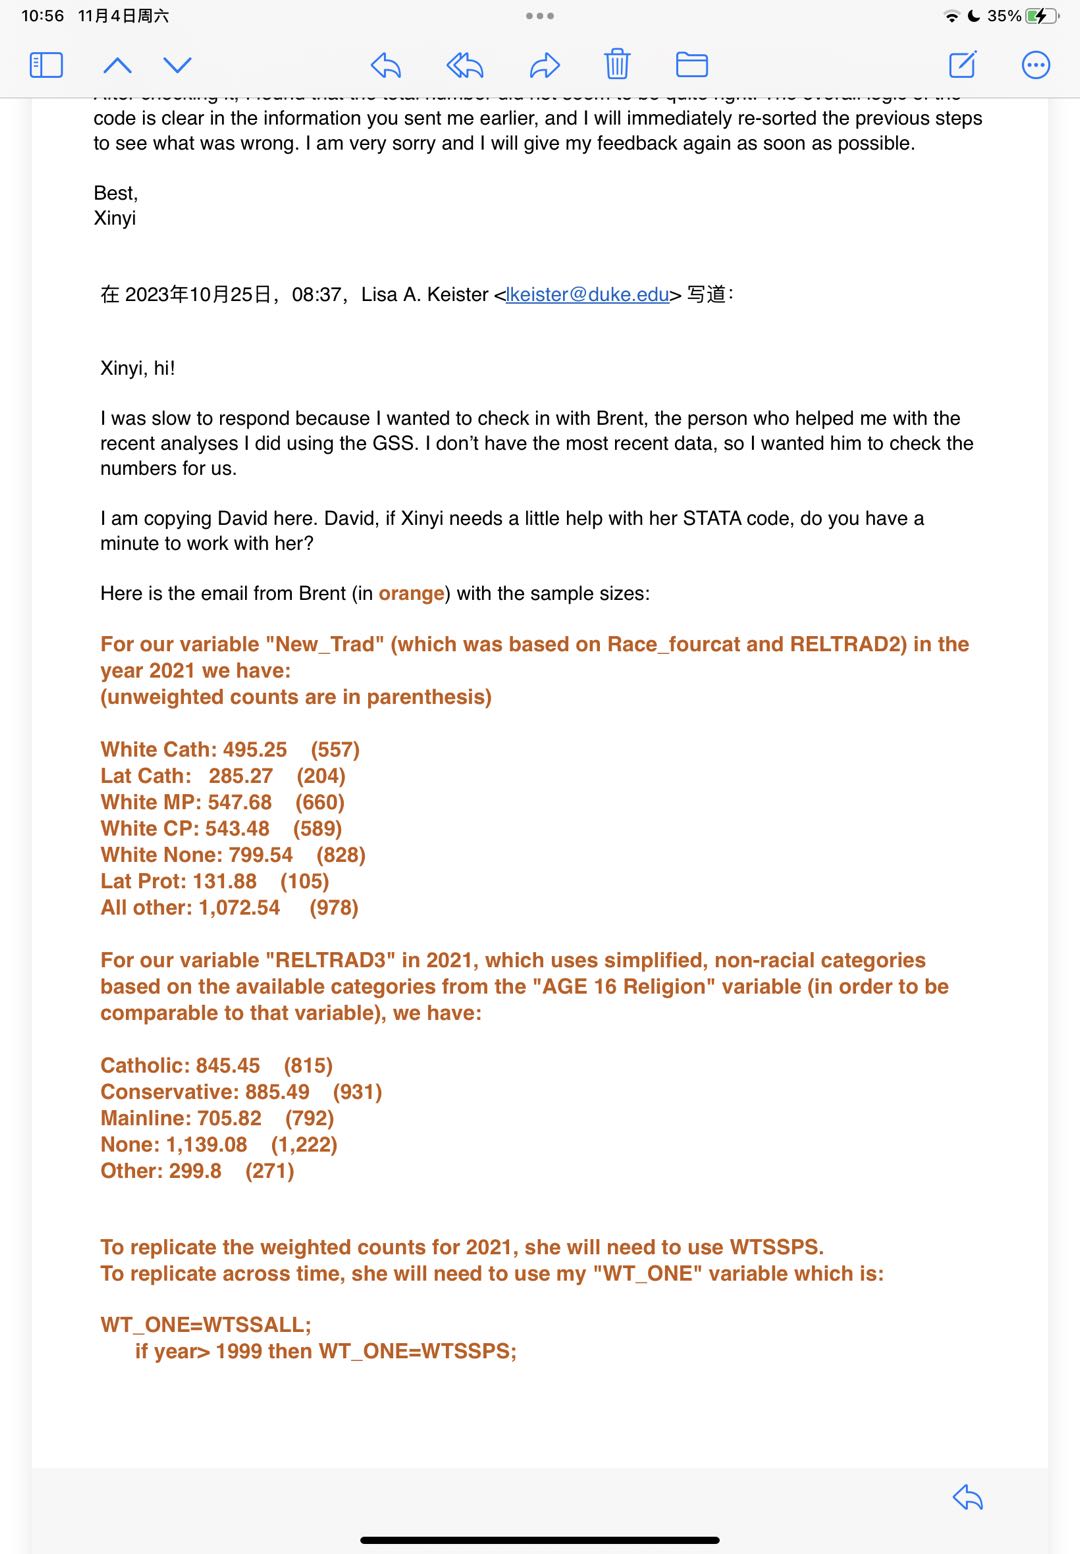 10:56 11月4日周六
35%
code is clear in the information you sent me earlier, and I will immediately re-sorted the previous steps
to see what was wrong. I am very sorry and I will give my feedback again as soon as possible.
Best,
Xinyi
在 2023年10月25日，08:37，Lisa A. Keister <lkeister@duke.edu> 写道：
Xinyi, hi!
I was slow to respond because I wanted to check in with Brent, the person who helped me with the
recent analyses I did using the GSS. I don’t have the most recent data, so I wanted him to check the
numbers for us.
I am copying David here. David, if Xinyi needs a little help with her STATA code, do you have a
minute to work with her?
Here is the email from Brent (in orange) with the sample sizes:
For our variable "New_Trad" (which was based on Race_fourcat and RELTRAD2) in the
year 2021 we have:
(unweighted counts are in parenthesis)
White Cath: 495.25 (557)
Lat Cath: 285.27 (204)
White MP: 547.68 (660)
White CP: 543.48 (589)
White None: 799.54 (828)
Lat Prot: 131.88 (105)
All other: 1,072.54 (978)
For our variable "RELTRAD3" in 2021, which uses simplified, non-racial categories
based on the available categories from the "AGE 16 Religion" variable (in order to be
comparable to that variable), we have:
Catholic: 845.45 (815)
Conservative: 885.49 (931)
Mainline: 705.82 (792)
None: 1,139.08 (1,222)
Other: 299.8 (271)
To replicate the weighted counts for 2021, she will need to use WTSSPS.
To replicate across time, she will need to use my "WT_ONE" variable which is:
WT_ONE=WTSSALL;
if year> 1999 then WT_ONE=WTSSPS;